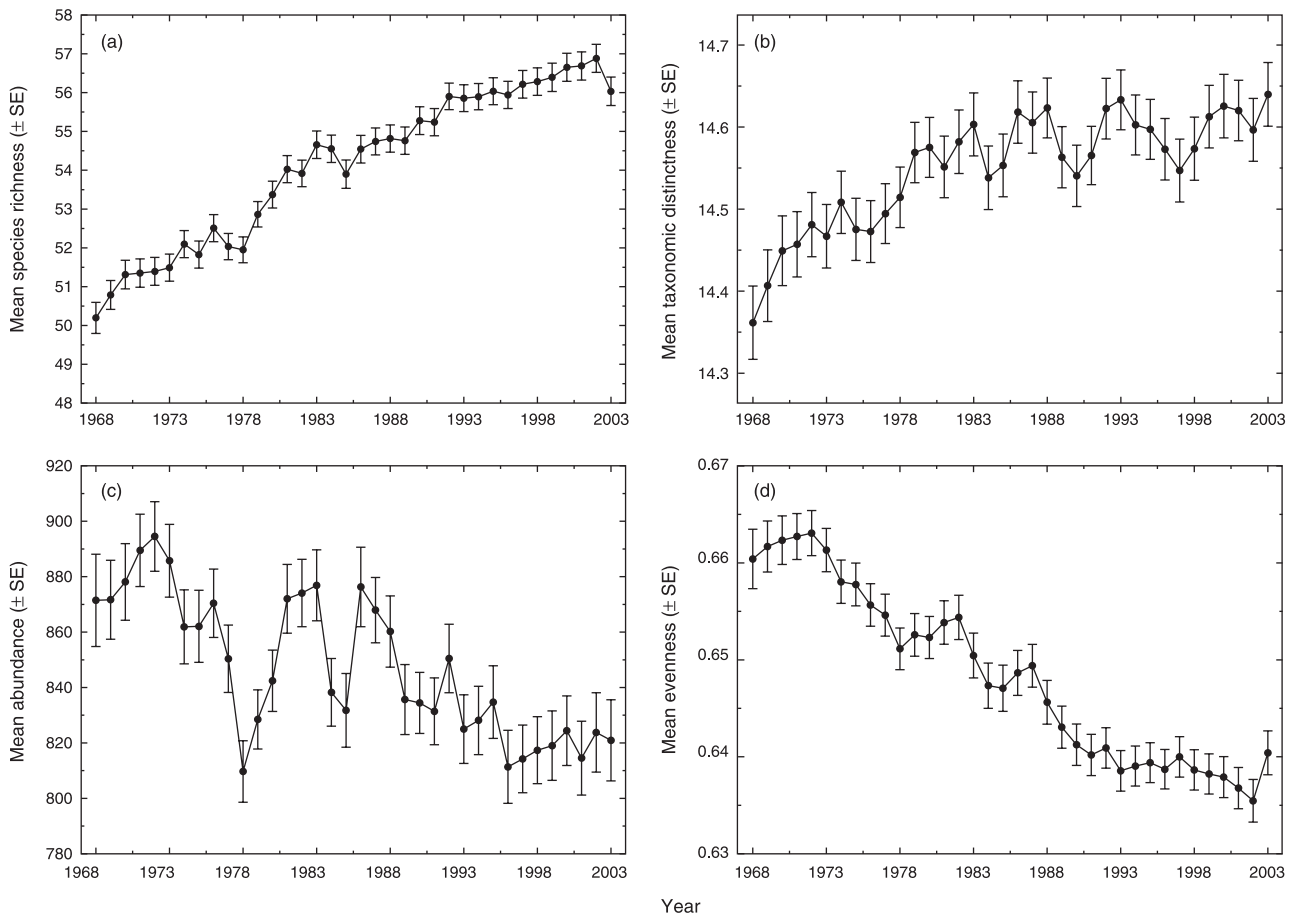 (a)
Mean species richness (± SE)
58
57
56
55
54
53
52
51
50
49
48
1968 1973 1978 1983 1988 1993 1998 2003
(b)
Mean taxonomic distinctness (± SE)
14.7
14.6
14.5
14.4
14.3
1968 1973 1978 1983 1988 1993 1998 2003
(c)
Mean abundance (± SE)
920
900
880
860
840
820
800
780
1968 1973 1978 1983 1988 1993 1998 2003
(d)
Mean evenness (± SE)
0.67
0.66
0.65
0.64
0.63
1968 1973 1978 1983 1988 1993 1998 2003
Year